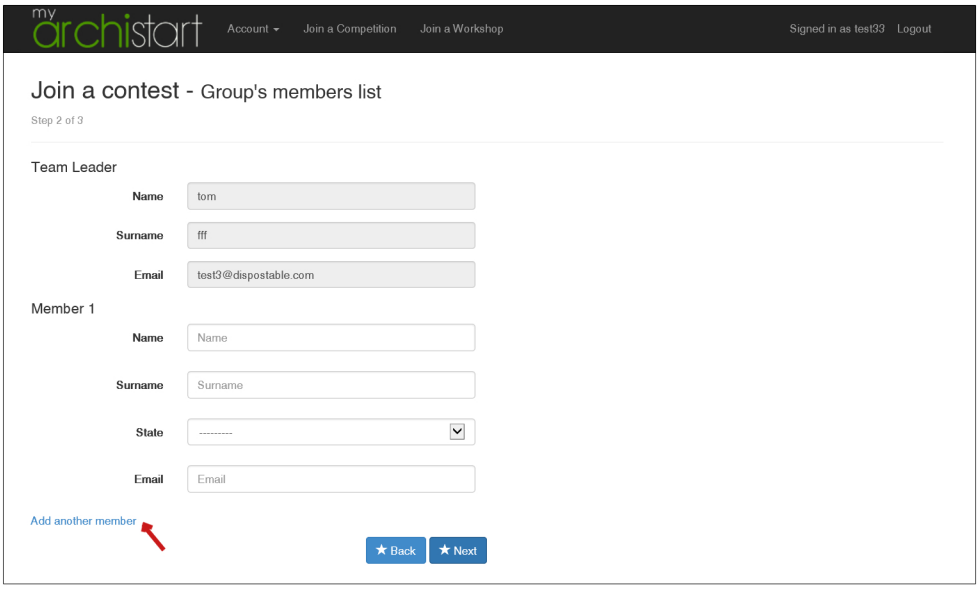 my
archistart
Account Join a Competition Join a Workshop Signed in as test33 Logout
Join a contest - Group's members list
Step 2 of 3
Team Leader
Name tom
Surname fff
Email test3@dispostable.com
Member 1
Name Name
Surname Surname
State ---------
Email Email
Add another member
Back Next